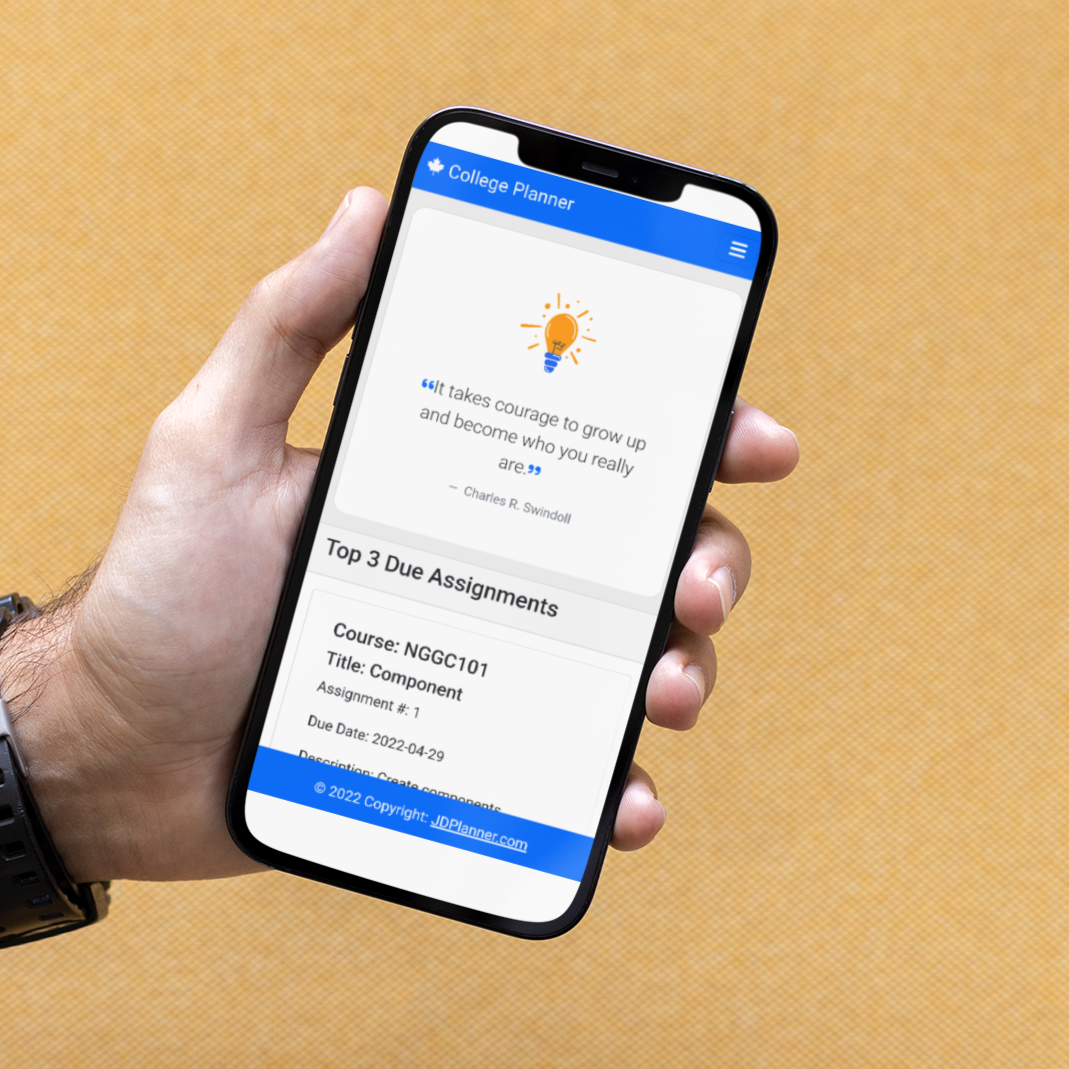 College Planner
“It takes courage to grow up
and become who you really
are.”
— Charles R. Swindoll
Top 3 Due Assignments
Course: NGGC101
Title: Component
Assignment #: 1
Due Date: 2022-04-29
Description: Create components
© 2022 Copyright: JDPlanner.com